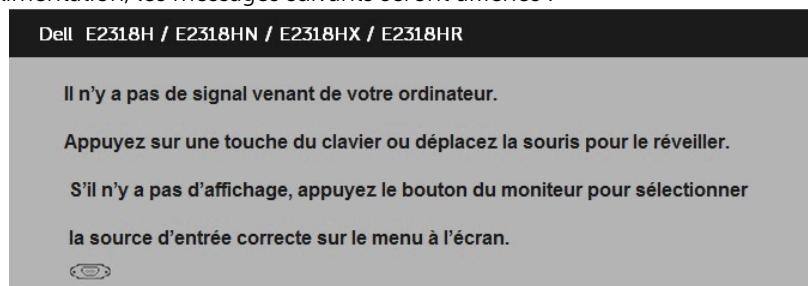 Dell E2318H / E2318HN / E2318HX / E2318HR
Il n’y a pas de signal venant de votre ordinateur.
Appuyez sur une touche du clavier ou déplacez la souris pour le réveiller.
S’il n’y a pas d’affichage, appuyez le bouton du moniteur pour sélectionner
la source d’entrée correcte sur le menu à l’écran.